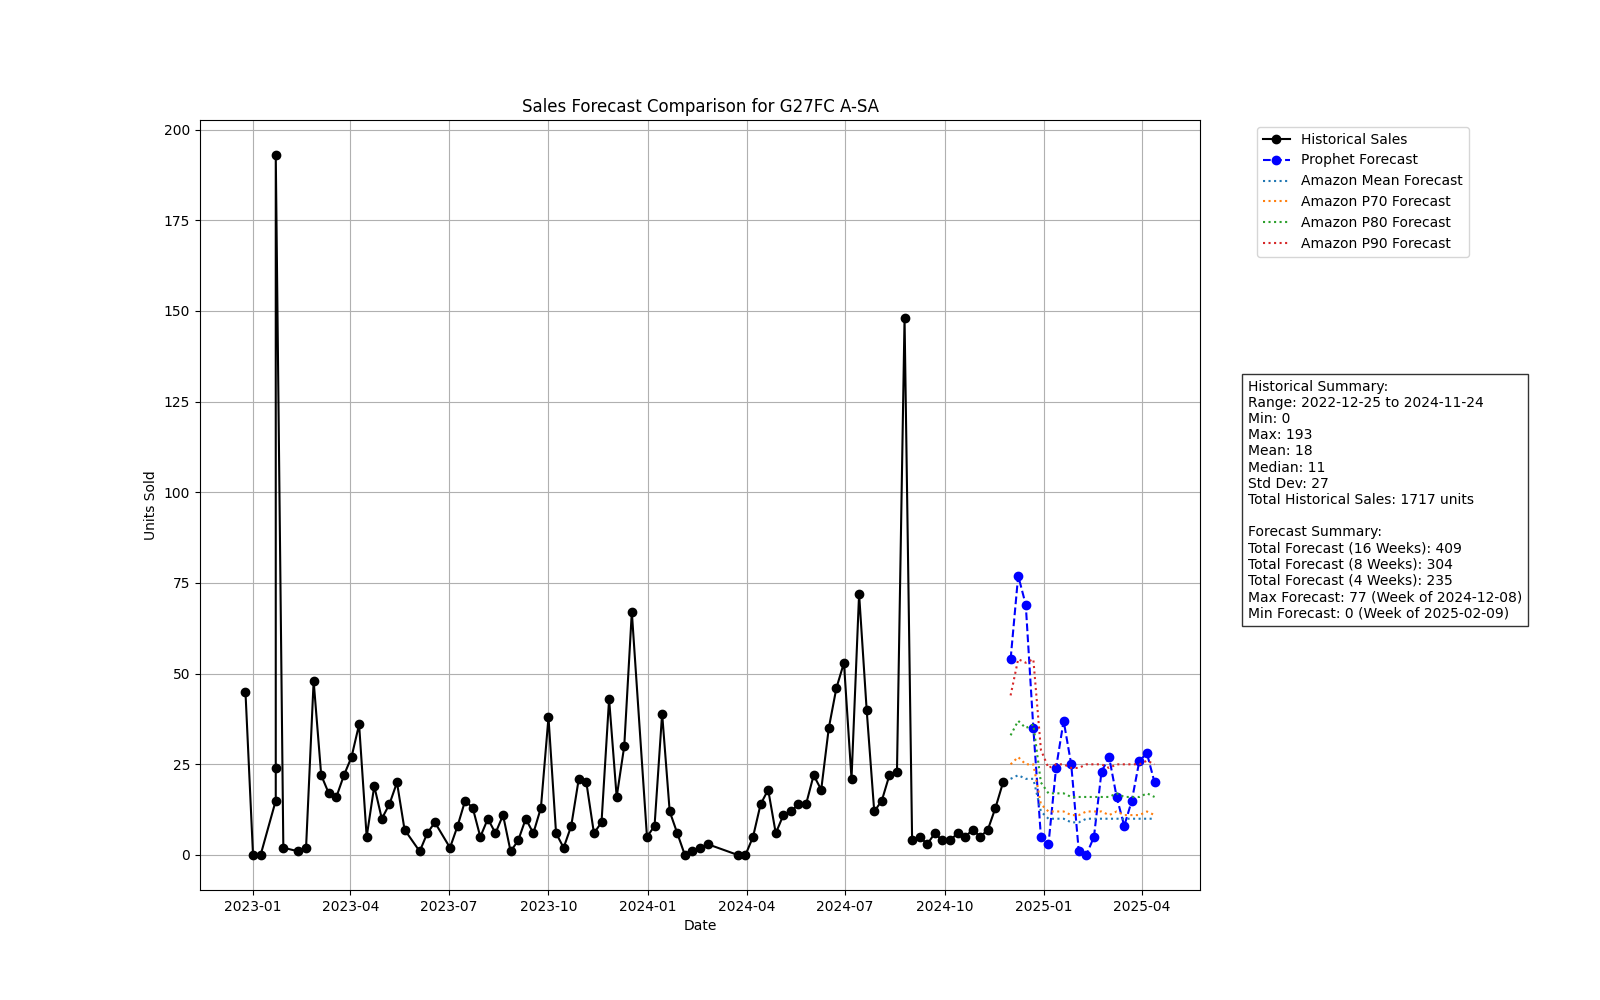 Sales Forecast Comparison for G27FC A-SA
200
175
150
125
100
75
50
25
0
Units Sold
2023-01
2023-04
2023-07
2023-10
2024-01
2024-04
2024-07
2024-10
2025-01
2025-04
Date
Historical Sales
Prophet Forecast
Amazon Mean Forecast
Amazon P70 Forecast
Amazon P80 Forecast
Amazon P90 Forecast
Historical Summary:
Range: 2022-12-25 to 2024-11-24
Min: 0
Max: 193
Mean: 18
Median: 11
Std Dev: 27
Total Historical Sales: 1717 units
Forecast Summary:
Total Forecast (16 Weeks): 409
Total Forecast (8 Weeks): 304
Total Forecast (4 Weeks): 235
Max Forecast: 77 (Week of 2024-12-08)
Min Forecast: 0 (Week of 2025-02-09)